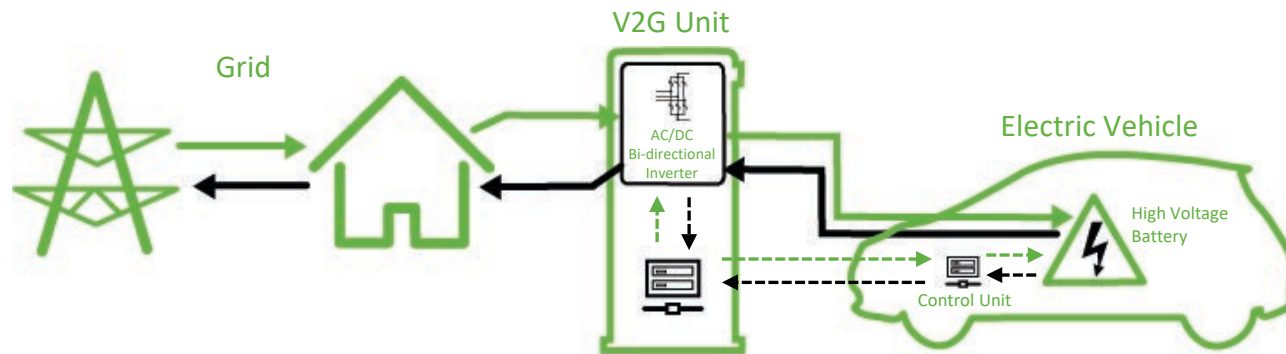 V2G Unit
Grid
AC/DC
Bi-directional
Inverter
Electric Vehicle
High Voltage
Battery
Control Unit